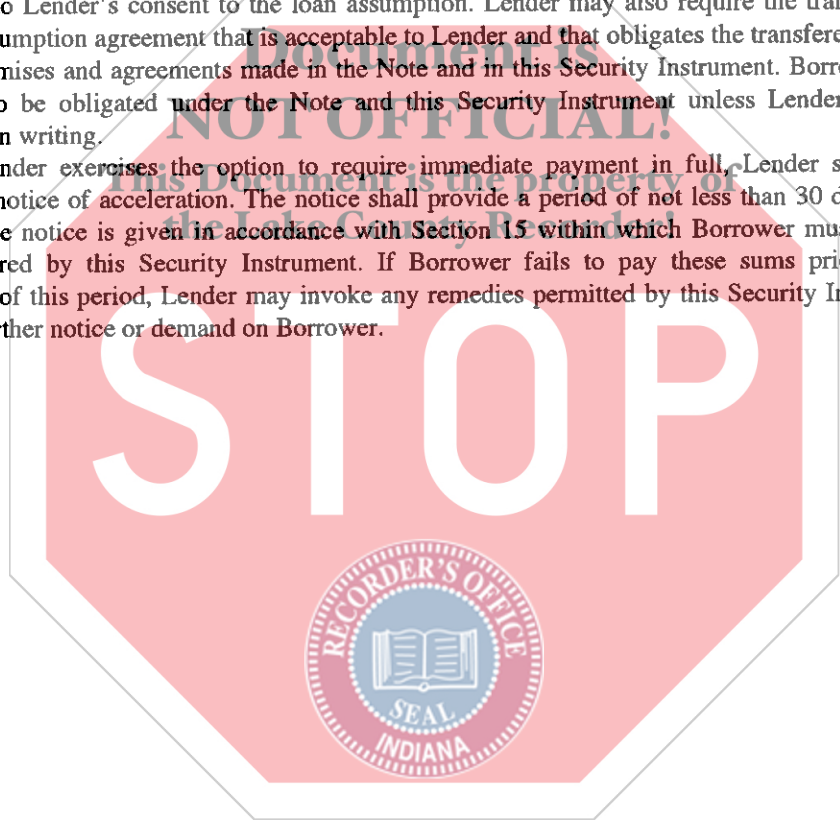 o Lender's consent to the loan assumption. Lender may also require the tran
umption agreement that is acceptable to Lender and that obligates the transfere
nises and agreements made in the Note and in this Security Instrument. Borro
o be obligated under the Note and this Security Instrument unless Lender
n writing.
nder exercises the option to require immediate payment in full, Lender s
notice of acceleration. The notice shall provide a period of not less than 30 d
e notice is given in accordance with Section 15 within which Borrower mu
red by this Security Instrument. If Borrower fails to pay these sums pri
of this period, Lender may invoke any remedies permitted by this Security In
ther notice or demand on Borrower.
Document is
NOT OFFICIAL!
This Document is the property of
the Lake County Recorder!
STOP
RECORDER'S OFFICE
SEAL
INDIANA